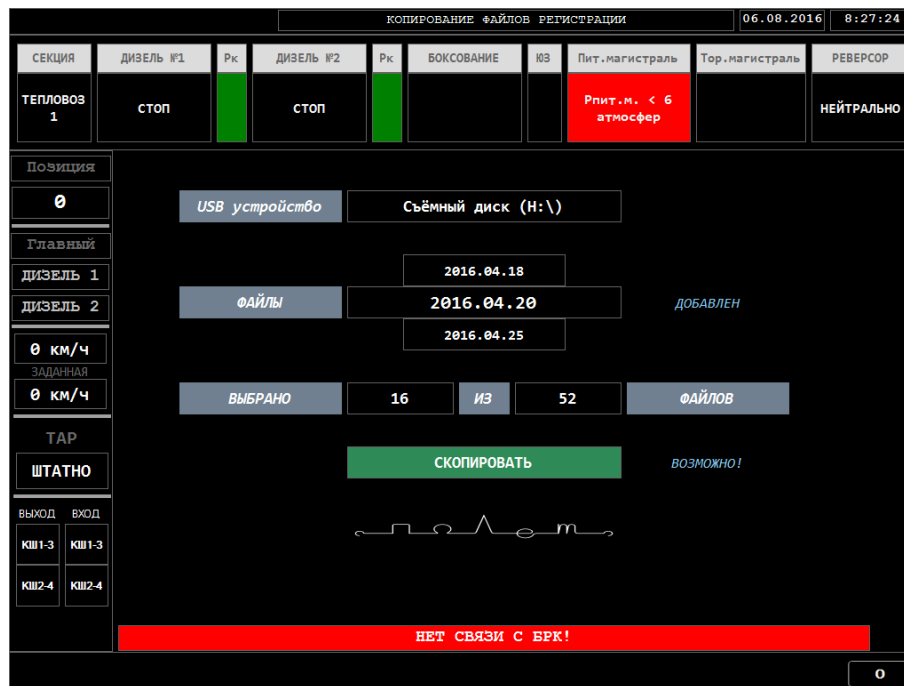 КОПИРОВАНИЕ ФАЙЛОВ РЕГИСТРАЦИИ 06.08.2016 8:27:24
СЕКЦИЯ ДИЗЕЛЬ №1 Рк ДИЗЕЛЬ №2 Рк БОКСОВАНИЕ ЮЗ Пит.магистраль Тор.магистраль РЕВЕРСОР
ТЕПЛОВОЗ 1 СТОП СТОП Рпит.м. < 6 атмосфер НЕЙТРАЛЬНО
Позиция
0
USB устройство Съёмный диск (H:\)
Главный
ДИЗЕЛЬ 1
ДИЗЕЛЬ 2
2016.04.18
ФАЙЛЫ 2016.04.20 ДОБАВЛЕН
2016.04.25
0 км/ч
ЗАДАННАЯ
0 км/ч
ВЫБРАНО 16 ИЗ 52 ФАЙЛОВ
ТАР
ШТАТНО
СКОПИРОВАТЬ ВОЗМОЖНО!
ВЫХОД ВХОД
КШ1-3 КШ1-3
КШ2-4 КШ2-4
полет
НЕТ СВЯЗИ С БРК!
0